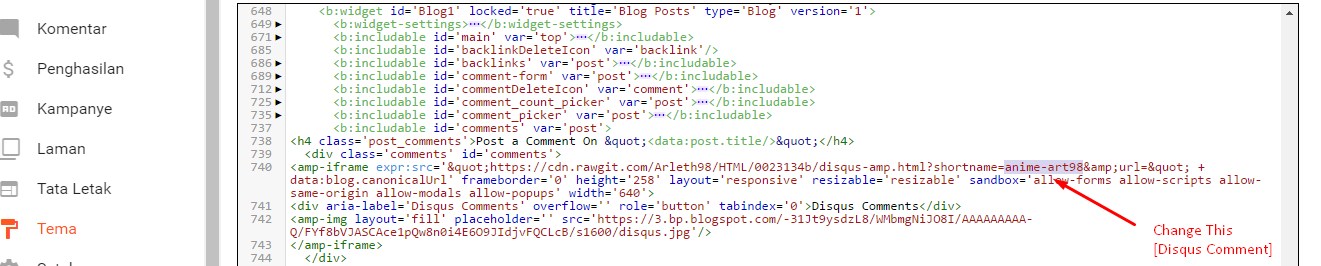 Komentar
Penghasilan
Kampanye
Laman
Tata Letak
Tema
648 <b:widget id='Blog1' locked='true' title='Blog Posts' type='Blog' version='1'>
649 <b:widget-settings>⋯</b:widget-settings>
671 <b:includable id='main' var='top'>⋯</b:includable>
685 <b:includable id='backlinkDeleteIcon' var='backlink'/>
686 <b:includable id='backlinks' var='post'>⋯</b:includable>
689 <b:includable id='comment-form' var='post'>⋯</b:includable>
712 <b:includable id='commentDeleteIcon' var='comment'>⋯</b:includable>
725 <b:includable id='comment_count_picker' var='post'>⋯</b:includable>
735 <b:includable id='comment_picker' var='post'>⋯</b:includable>
737 <b:includable id='comments' var='post'>
738 <h4 class='post_comments'>Post a Comment On &quot;<data:post.title/>&quot;</h4>
739 <div class='comments' id='comments'>
740 <amp-iframe expr:src='&quot;https://cdn.rawgit.com/Arleth98/HTML/0023134b/disqus-amp.html?shortname=anime-art98&amp;url=&quot; +
data:blog.canonicalUrl' frameborder='0' height='258' layout='responsive' resizable='resizable' sandbox='allow-forms allow-scripts allow-
same-origin allow-modals allow-popups' width='640'>
741 <div aria-label='Disqus Comments' overflow='' role='button' tabindex='0'>Disqus Comments</div>
742 <amp-img layout='fill' placeholder='' src='https://3.bp.blogspot.com/-31Jt9ysdzL8/WMbmgNiJO8I/AAAAAAAAA-
Q/FYf8bVJASCAce1pQw8n0i4E6O9JIdjvFQCLcB/s1600/disqus.jpg'/>
743 </amp-iframe>
744 </div>
Change This
[Disqus Comment]